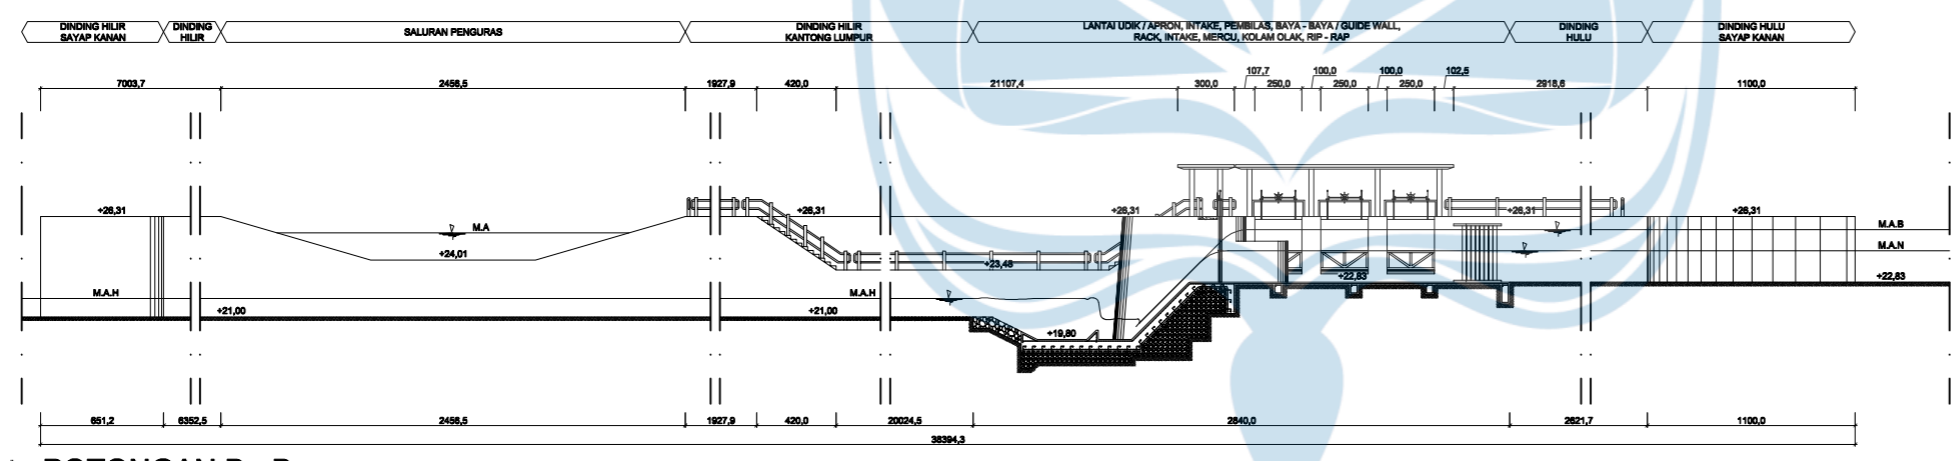 DINDING HILIR
SAYAP KANAN
DINDING
HILIR
SALURAN PENGURAS
DINDING HILIR
KANTONG LUMPUR
LANTAI UDIK / APRON, INTAKE, PEMBILAS, BAYA - BAYA / GUIDE WALL,
RACK, INTAKE, MERCU, KOLAM OLAK, RIP - RAP
DINDING
HULU
DINDING HULU
SAYAP KANAN
7003,7 2456,5 1927,9 420,0 21107,4 300,0 107,7 250,0 100,0 250,0 100,0 250,0 102,5 2918,6 1100,0
+26,31 +26,31 +26,31 +26,31 +26,31
M.A M.A.B
M.A.N
+24,01 +23,48 +22,83 +22,83
M.A.H M.A.H
+21,00 +21,00
+19,80
651,2 6352,5 2456,5 1927,9 420,0 20024,5 2840,0 2621,7 1100,0
38394,3